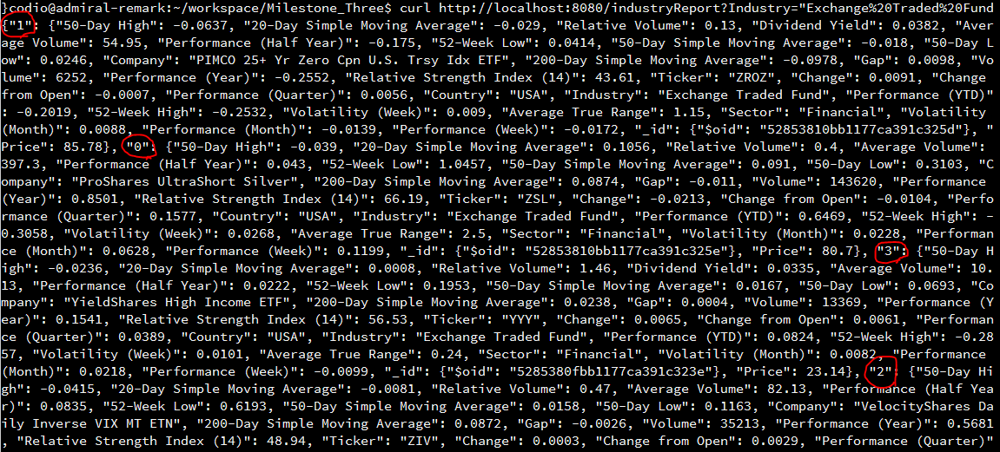 }codio@admiral-remark:~/workspace/Milestone_Three$ curl http://localhost:8080/industryReport?Industry="Exchange%20Traded%20Fund
{"1": {"50-Day High": -0.0637, "20-Day Simple Moving Average": -0.029, "Relative Volume": 0.13, "Dividend Yield": 0.0382, "Aver
age Volume": 54.95, "Performance (Half Year)": -0.175, "52-Week Low": 0.0414, "50-Day Simple Moving Average": -0.018, "50-Day L
ow": 0.0246, "Company": "PIMCO 25+ Yr Zero Cpn U.S. Trsy Idx ETF", "200-Day Simple Moving Average": -0.0978, "Gap": 0.0098, "Vo
lume": 6252, "Performance (Year)": -0.2552, "Relative Strength Index (14)": 43.61, "Ticker": "ZROZ", "Change": 0.0091, "Change 
from Open": -0.0007, "Performance (Quarter)": 0.0056, "Country": "USA", "Industry": "Exchange Traded Fund", "Performance (YTD)"
: -0.2019, "52-Week High": -0.2532, "Volatility (Week)": 0.009, "Average True Range": 1.15, "Sector": "Financial", "Volatility 
(Month)": 0.0088, "Performance (Month)": -0.0139, "Performance (Week)": -0.0172, "_id": {"$oid": "52853810bb1177ca391c325d"}, "
Price": 85.78}, "0": {"50-Day High": -0.039, "20-Day Simple Moving Average": 0.1056, "Relative Volume": 0.4, "Average Volume": 
397.3, "Performance (Half Year)": 0.043, "52-Week Low": 1.0457, "50-Day Simple Moving Average": 0.091, "50-Day Low": 0.3103, "C
ompany": "ProShares UltraShort Silver", "200-Day Simple Moving Average": 0.0874, "Gap": -0.011, "Volume": 143620, "Performance 
(Year)": 0.8501, "Relative Strength Index (14)": 66.19, "Ticker": "ZSL", "Change": -0.0213, "Change from Open": -0.0104, "Perfo
rmance (Quarter)": 0.1577, "Country": "USA", "Industry": "Exchange Traded Fund", "Performance (YTD)": 0.6469, "52-Week High": -
0.3058, "Volatility (Week)": 0.0268, "Average True Range": 2.5, "Sector": "Financial", "Volatility (Month)": 0.0228, "Performan
ce (Month)": 0.0628, "Performance (Week)": 0.1199, "_id": {"$oid": "52853810bb1177ca391c325e"}, "Price": 80.7}, "3": {"50-Day H
igh": -0.0236, "20-Day Simple Moving Average": 0.0008, "Relative Volume": 1.46, "Dividend Yield": 0.0335, "Average Volume": 10.
13, "Performance (Half Year)": 0.0222, "52-Week Low": 0.1953, "50-Day Simple Moving Average": 0.0167, "50-Day Low": 0.0693, "Co
mpany": "YieldShares High Income ETF", "200-Day Simple Moving Average": 0.0238, "Gap": 0.0004, "Volume": 13369, "Performance (Y
ear)": 0.1541, "Relative Strength Index (14)": 56.53, "Ticker": "YYY", "Change": 0.0065, "Change from Open": 0.0061, "Performan
ce (Quarter)": 0.0389, "Country": "USA", "Industry": "Exchange Traded Fund", "Performance (YTD)": 0.0824, "52-Week High": -0.28
57, "Volatility (Week)": 0.0101, "Average True Range": 0.24, "Sector": "Financial", "Volatility (Month)": 0.0082, "Performance 
(Month)": 0.0218, "Performance (Week)": -0.0099, "_id": {"$oid": "5285380fbb1177ca391c323e"}, "Price": 23.14}, "2": {"50-Day Hi
gh": -0.0415, "20-Day Simple Moving Average": -0.0081, "Relative Volume": 0.47, "Average Volume": 82.13, "Performance (Half Yea
r)": 0.0835, "52-Week Low": 0.6193, "50-Day Simple Moving Average": 0.0158, "50-Day Low": 0.1163, "Company": "VelocityShares Da
ily Inverse VIX MT ETN", "200-Day Simple Moving Average": 0.0872, "Gap": -0.0026, "Volume": 35213, "Performance (Year)": 0.5681
, "Relative Strength Index (14)": 48.94, "Ticker": "ZIV", "Change": 0.0003, "Change from Open": 0.0029, "Performance (Quarter)"